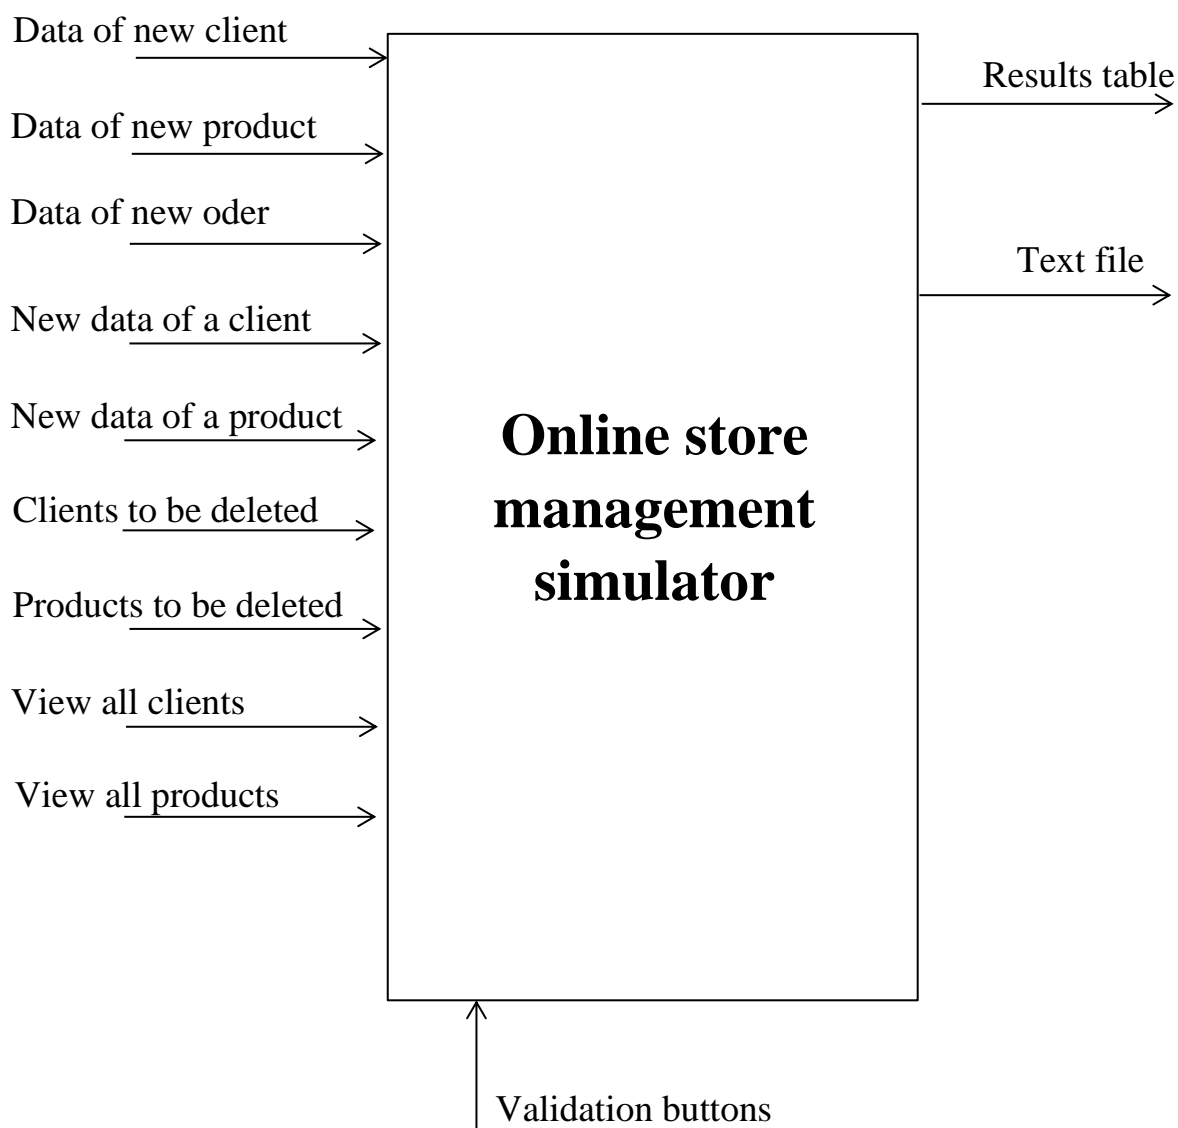 Data of new client
Data of new product
Data of new oder
New data of a client
New data of a product
Clients to be deleted
Products to be deleted
View all clients
View all products
Online store
management
simulator
Results table
Text file
Validation buttons